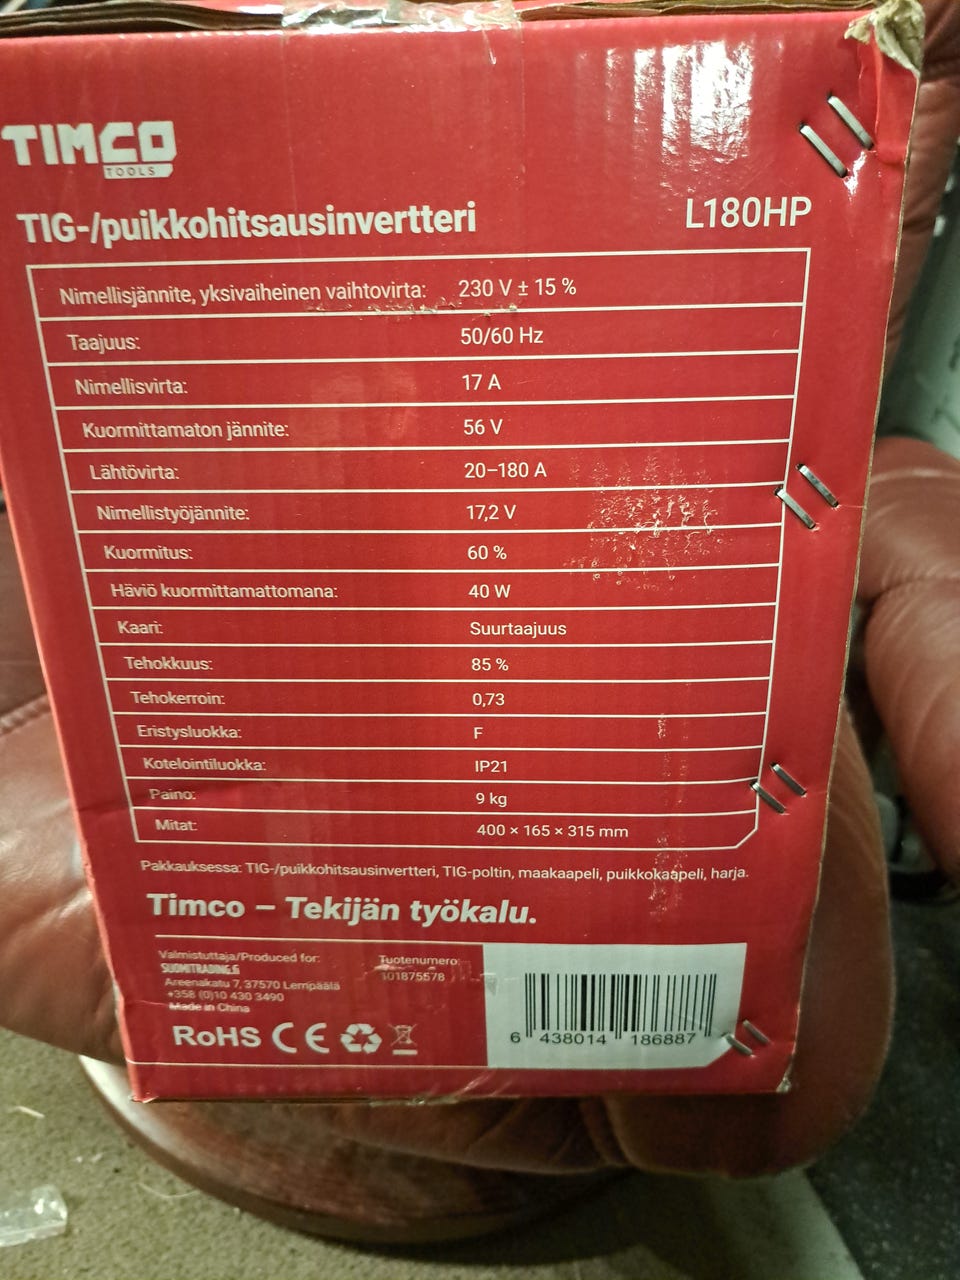 TIMCO
TOOLS
TIG-/puikkohitsausinvertteri L180HP
Nimellisjännite, yksivaiheinen vaihtovirta: 230 V ± 15 %
Taajuus: 50/60 Hz
Nimellisvirta: 17 A
Kuormittamaton jännite: 56 V
Lähtövirta: 20–180 A
Nimellistyöjännite: 17,2 V
Kuormitus: 60 %
Häviö kuormittamattomana: 40 W
Kaari: Suurtaajuus
Tehokkuus: 85 %
Tehokerroin: 0,73
Eristysluokka: F
Kotelointiluokka: IP21
Paino: 9 kg
Mitat: 400 × 165 × 315 mm
Pakkauksessa: TIG-/puikkohitsausinvertteri, TIG-poltin, maakaapeli, puikkokaapeli, harja.
Timco – Tekijän työkalu.
Valmistuttaja/Produced for:
SUOMITRADING.fi
Areenakatu 7, 37570 Lempäälä
+358 (0)10 430 3490
Made in China
Tuotenumero:
101875578
RoHS CE
6 438014 186887